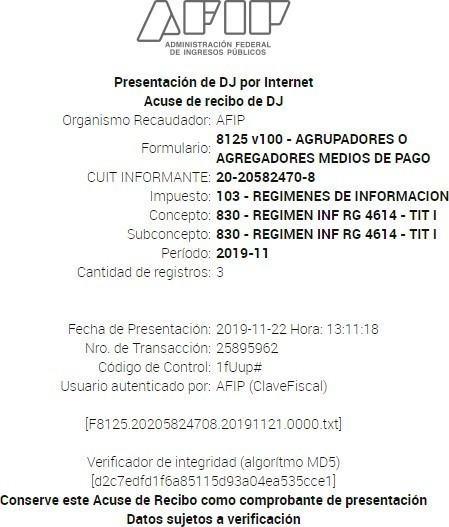 AFIP
ADMINISTRACIÓN FEDERAL
DE INGRESOS PÚBLICOS
Presentación de DJ por Internet
Acuse de recibo de DJ
Organismo Recaudador: AFIP
Formulario: 8125 v100 - AGRUPADORES O
AGREGADORES MEDIOS DE PAGO
CUIT INFORMANTE: 20-20582470-8
Impuesto: 103 - REGIMENES DE INFORMACION
Concepto: 830 - REGIMEN INF RG 4614 - TIT I
Subconcepto: 830 - REGIMEN INF RG 4614 - TIT I
Período: 2019-11
Cantidad de registros: 3
Fecha de Presentación: 2019-11-22 Hora: 13:11:18
Nro. de Transacción: 25895962
Código de Control: 1fUup#
Usuario autenticado por: AFIP (ClaveFiscal)
[F8125.20205824708.20191121.0000.txt]
Verificador de integridad (algorítmo MD5)
[d2c7edfd1f6a85115d93a04ea535cce1]
Conserve este Acuse de Recibo como comprobante de presentación
Datos sujetos a verificación